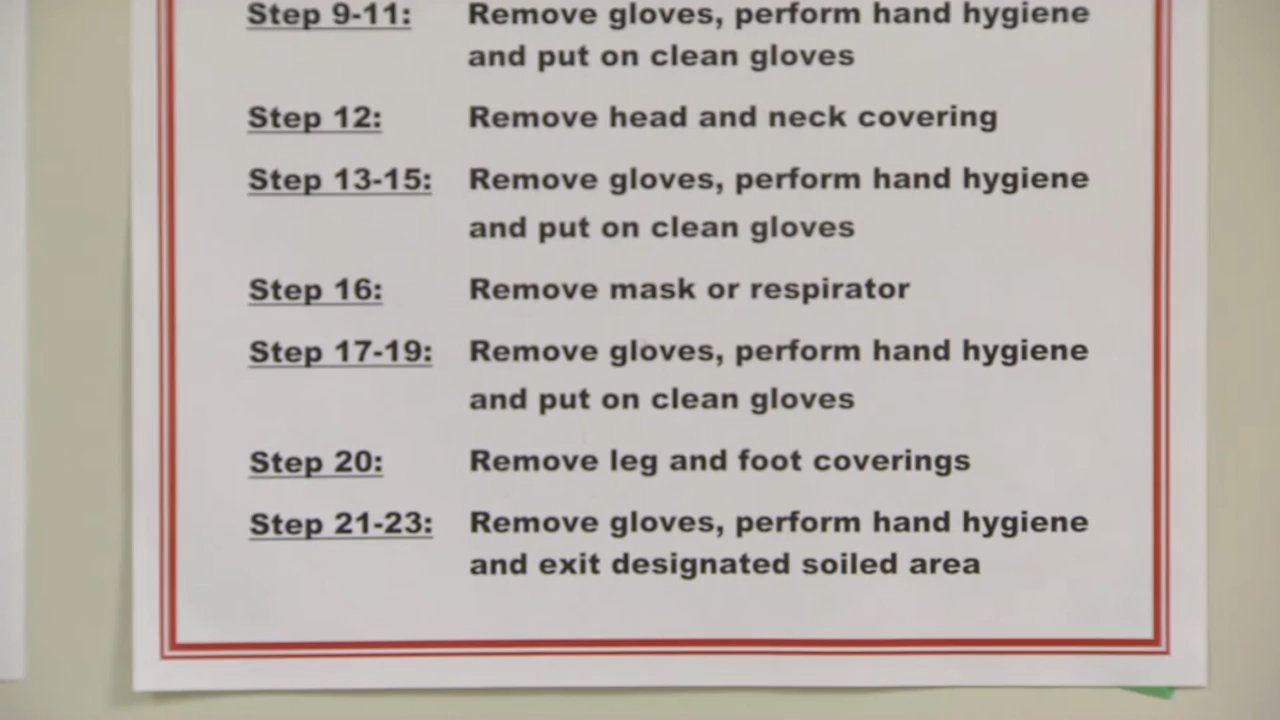 Step 9-11: Remove gloves, perform hand hygiene
and put on clean gloves
Step 12: Remove head and neck covering
Step 13-15: Remove gloves, perform hand hygiene
and put on clean gloves
Step 16: Remove mask or respirator
Step 17-19: Remove gloves, perform hand hygiene
and put on clean gloves
Step 20: Remove leg and foot coverings
Step 21-23: Remove gloves, perform hand hygiene
and exit designated soiled area